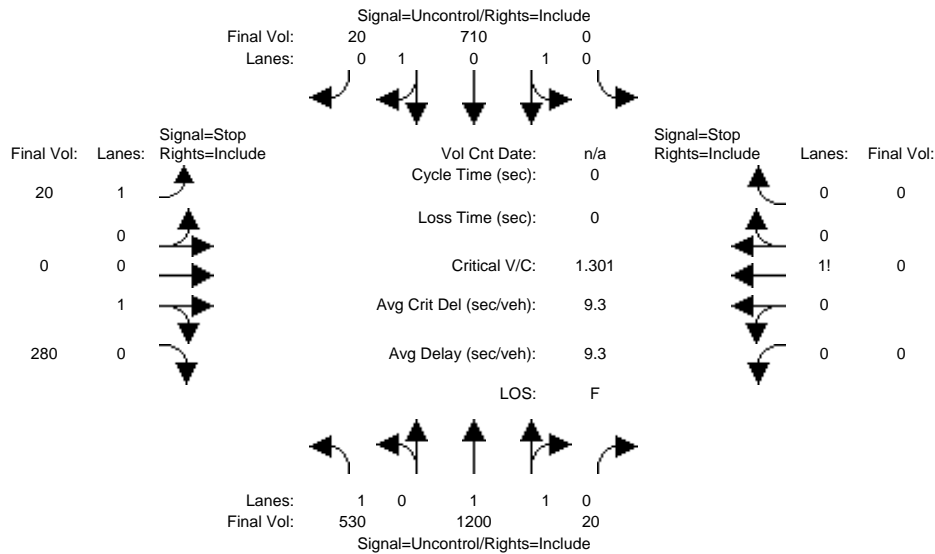 Signal=Uncontrol/Rights=Include
Final Vol: 20 710 0
Lanes: 0 1 0 1 0
Signal=Stop Signal=Stop
Final Vol: Lanes: Rights=Include Vol Cnt Date: n/a Rights=Include Lanes: Final Vol:
20 1 Cycle Time (sec): 0 0 0
0 Loss Time (sec): 0 0
0 0 Critical V/C: 1.301 1! 0
1 Avg Crit Del (sec/veh): 9.3 0
280 0 Avg Delay (sec/veh): 9.3 0 0
LOS: F
Lanes: 1 0 1 1 0
Final Vol: 530 1200 20
Signal=Uncontrol/Rights=Include